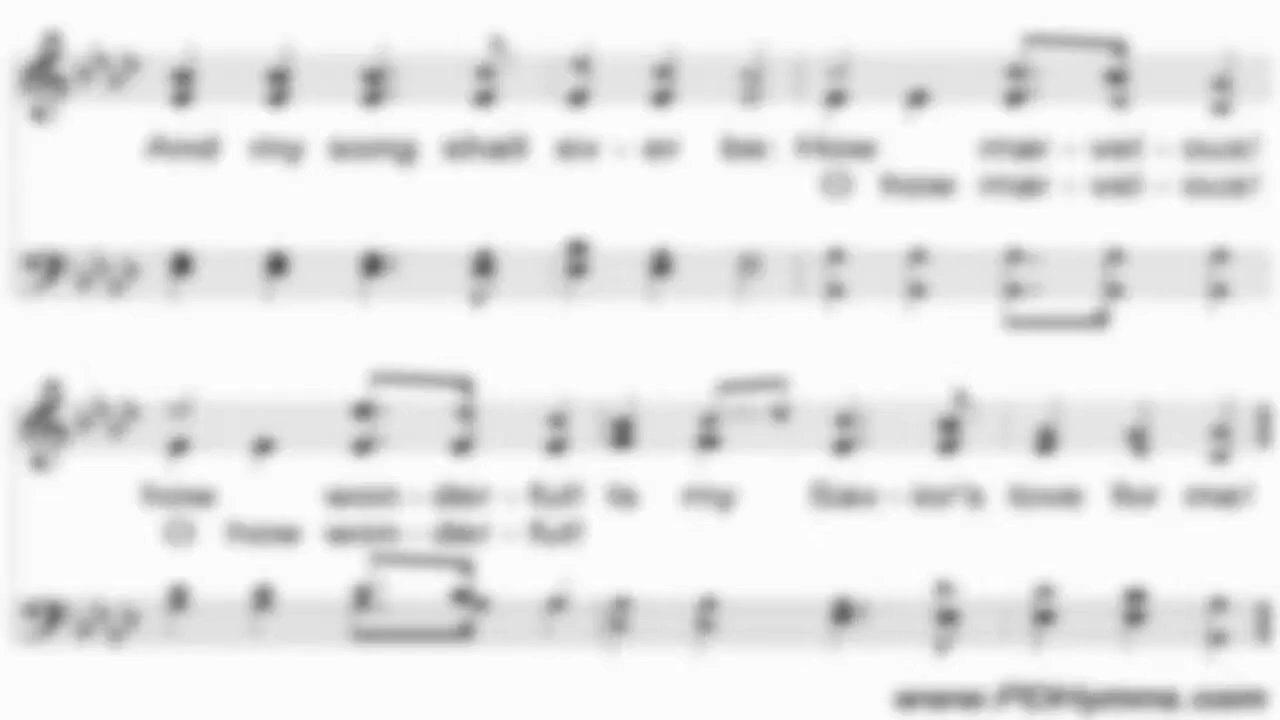 And my song shall ev - er be: How mar - vel - ous!
O how mar - vel - ous!
how won - der - ful! Is my Sav - ior's love for me!
O how won - der - ful!
www.PDHymns.com